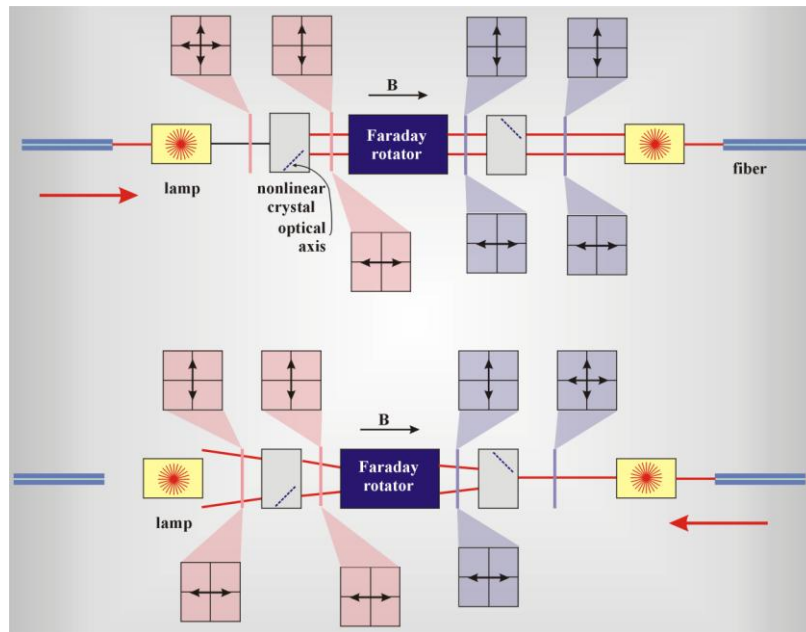 B
Faraday
rotator
lamp
nonlinear
crystal
optical
axis
fiber
B
Faraday
rotator
lamp